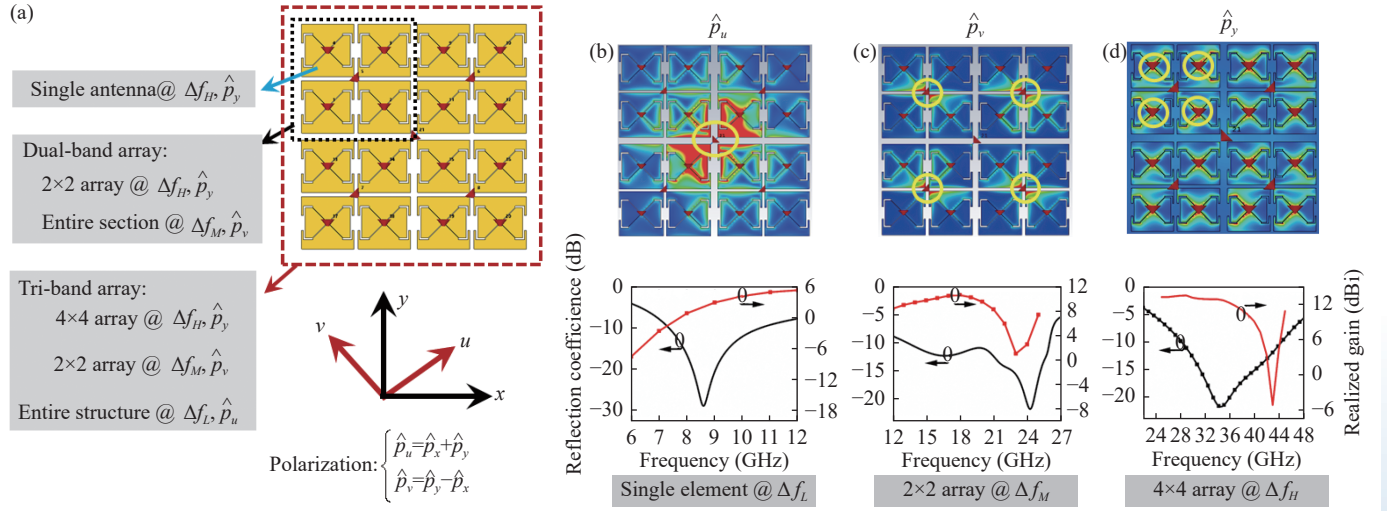 (a)
Single antenna@ Δf_H, p̂_y
Dual-band array:
2×2 array @ Δf_H, p̂_y
Entire section @ Δf_M, p̂_v
Tri-band array:
4×4 array @ Δf_H, p̂_y
2×2 array @ Δf_M, p̂_v
Entire structure @ Δf_L, p̂_u
y
v
u
x
Polarization:
p̂_u=p̂_x+p̂_y
p̂_v=p̂_y−p̂_x
(b)
p̂_u
(c)
p̂_v
(d)
p̂_y
Reflection coefficience (dB)
0
−10
−20
−30
6
0
−6
−12
−18
6 7 8 9 10 11 12
Frequency (GHz)
Single element @ Δf_L
0
−5
−10
−15
−20
12
8
4
0
−4
−8
12 15 18 21 24 27
Frequency (GHz)
2×2 array @ Δf_M
0
−5
−10
−15
−20
12
6
0
−6
24 28 32 36 40 44 48
Frequency (GHz)
4×4 array @ Δf_H
Realized gain (dBi)